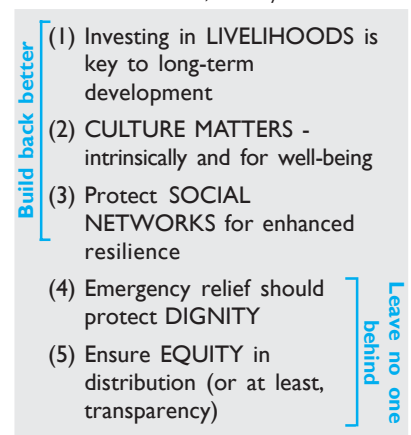 Build back better
(1) Investing in LIVELIHOODS is
key to long-term
development
(2) CULTURE MATTERS -
intrinsically and for well-being
(3) Protect SOCIAL
NETWORKS for enhanced
resilience
(4) Emergency relief should
protect DIGNITY
(5) Ensure EQUITY in
distribution (or at least,
transparency)
Leave no one
behind